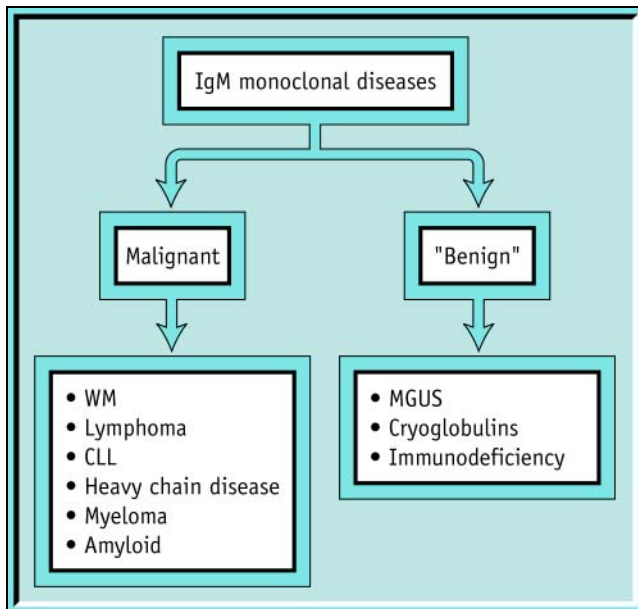 IgM monoclonal diseases
Malignant
"Benign"
• WM
• Lymphoma
• CLL
• Heavy chain disease
• Myeloma
• Amyloid
• MGUS
• Cryoglobulins
• Immunodeficiency